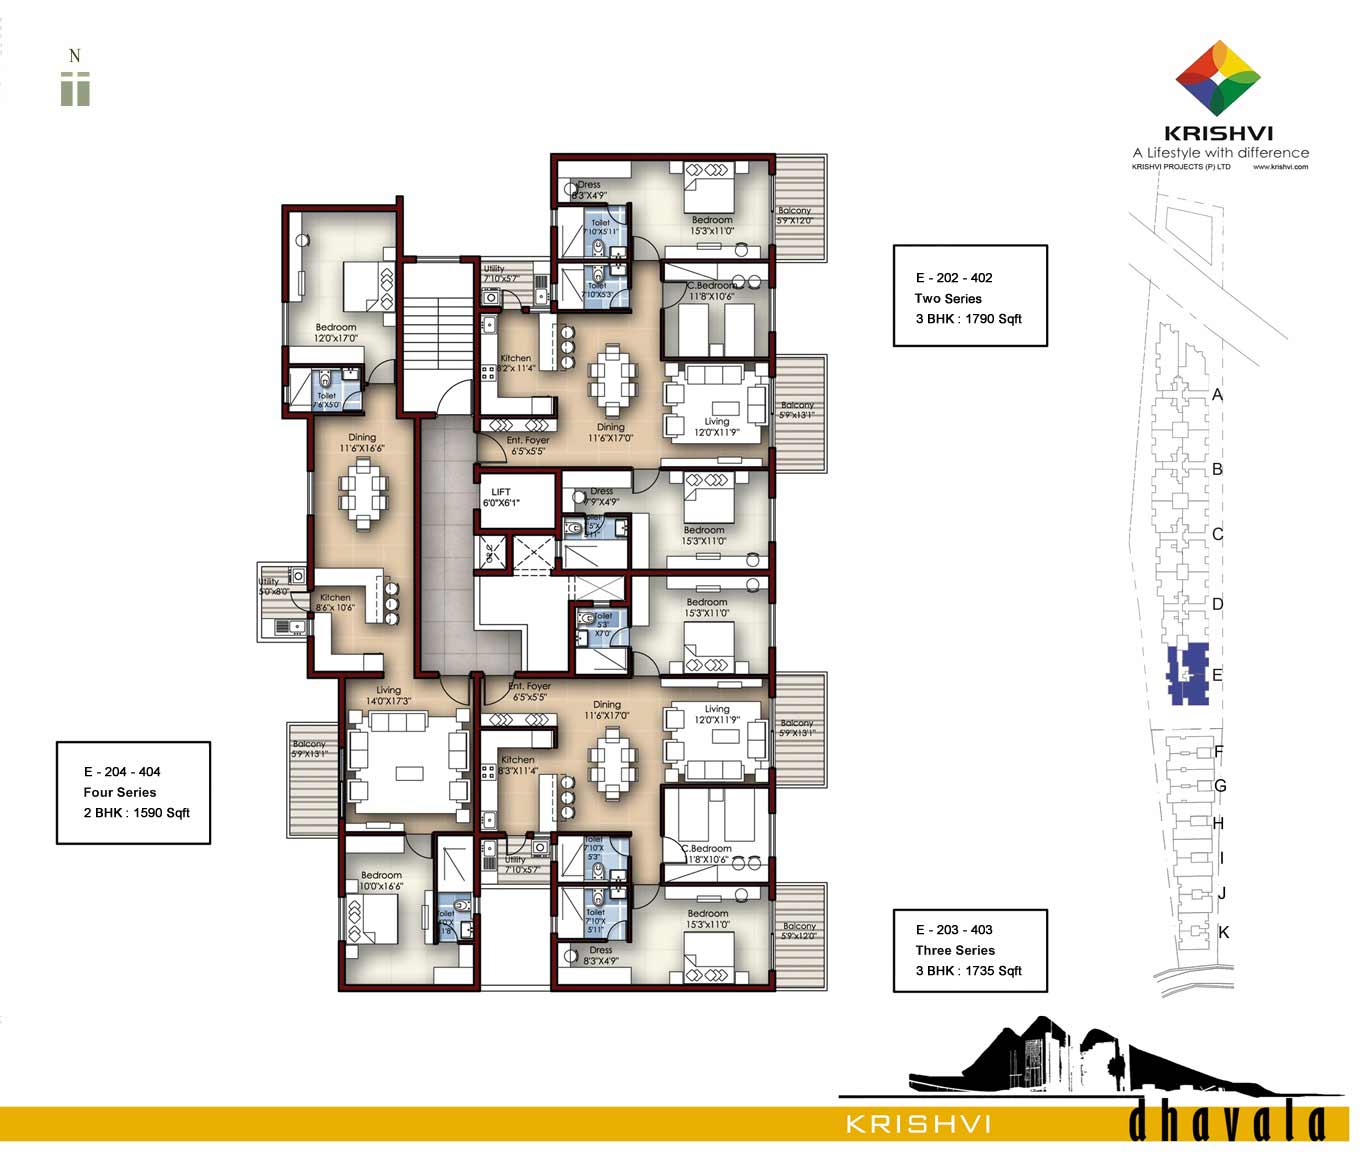 N
KRISHVI
A Lifestyle with difference
KRISHVI PROJECTS (P) LTD www.krishvi.com
Dress
8'3"X4'9"
Toilet
7'10"X5'11"
Bedroom
15'3"x11'0"
Balcony
5'9"X12'0"
Utility
7'10"x5'7"
Toilet
7'10"X5'3"
C.Bedroom
11'8"X10'6"
Bedroom
12'0"x17'0"
Toilet
7'6"X5'0"
Kitchen
8'2"x 11'4"
Dining
11'6"X17'0"
Living
12'0"X11'9"
Balcony
5'9"x13'1"
Ent. Foyer
6'5"x5'5"
Dining
11'6"X16'6"
LIFT
6'0"X6'1"
Dress
7'9"X4'9"
Toilet
Bedroom
15'3"X11'0"
Utility
5'0"x8'0"
Kitchen
8'6"x 10'6"
Toilet
5'3"
X7'0"
Bedroom
15'3"X11'0"
Living
14'0"X17'3"
Ent. Foyer
6'5"x5'5"
Dining
11'6"X17'0"
Living
12'0"X11'9"
Balcony
5'9"x13'1"
Balcony
5'9"X13'1"
Kitchen
8'3"X11'4"
Utility
7'10"x5'7"
Toilet
7'10"X
5'3"
C.Bedroom
11'8"X10'6"
Bedroom
10'0"x16'6"
Toilet
Toilet
7'10"X
5'11"
Bedroom
15'3"x11'0"
Balcony
5'9"x12'0"
Dress
8'3"X4'9"
E - 202 - 402
Two Series
3 BHK : 1790 Sqft
E - 204 - 404
Four Series
2 BHK : 1590 Sqft
E - 203 - 403
Three Series
3 BHK : 1735 Sqft
A
B
C
D
E
F
G
H
I
J
K
KRISHVI
dhavala